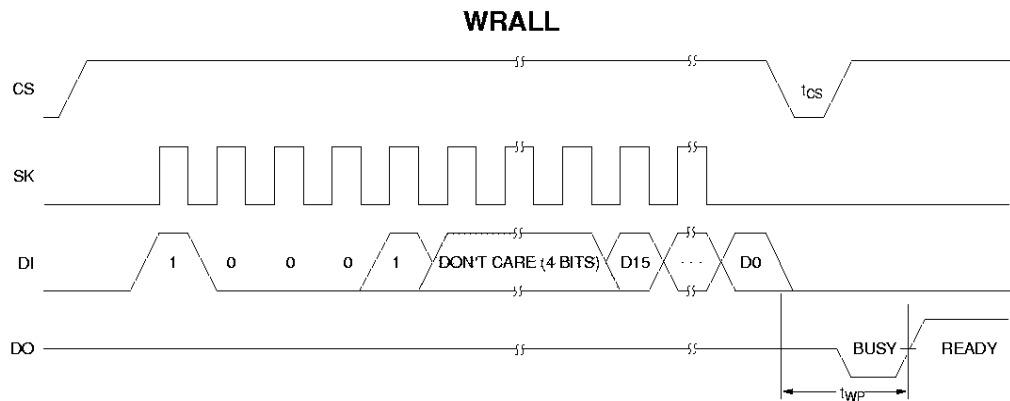 WRALL
CS
tCS
SK
DI 1 0 0 0 1 DON'T CARE (4 BITS) D15 ··· D0
DO BUSY READY
tWP